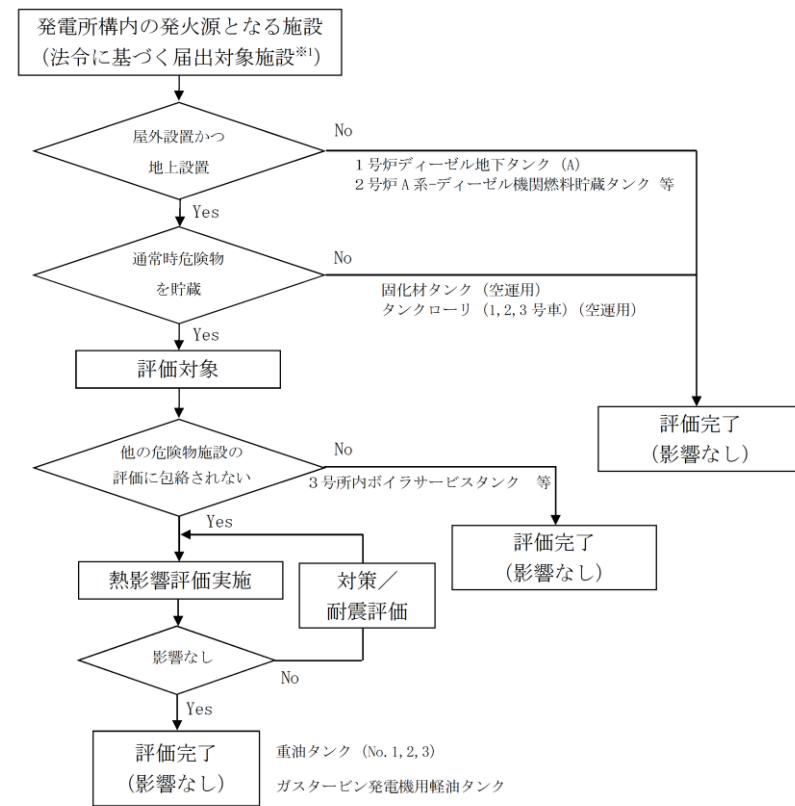 発電所構内の発火源となる施設
(法令に基づく届出対象施設※1)
屋外設置かつ
地上設置
No
1号炉ディーゼル地下タンク (A)
2号炉A系-ディーゼル機関燃料貯蔵タンク 等
Yes
通常時危険物
を貯蔵
No
固化材タンク (空運用)
タンクローリ (1,2,3号車) (空運用)
Yes
評価対象
評価完了
(影響なし)
他の危険物施設の
評価に包絡されない
No
3号所内ボイラサービスタンク 等
Yes
評価完了
(影響なし)
熱影響評価実施
対策/
耐震評価
影響なし
No
Yes
評価完了
(影響なし)
重油タンク (No.1,2,3)
ガスタービン発電機用軽油タンク